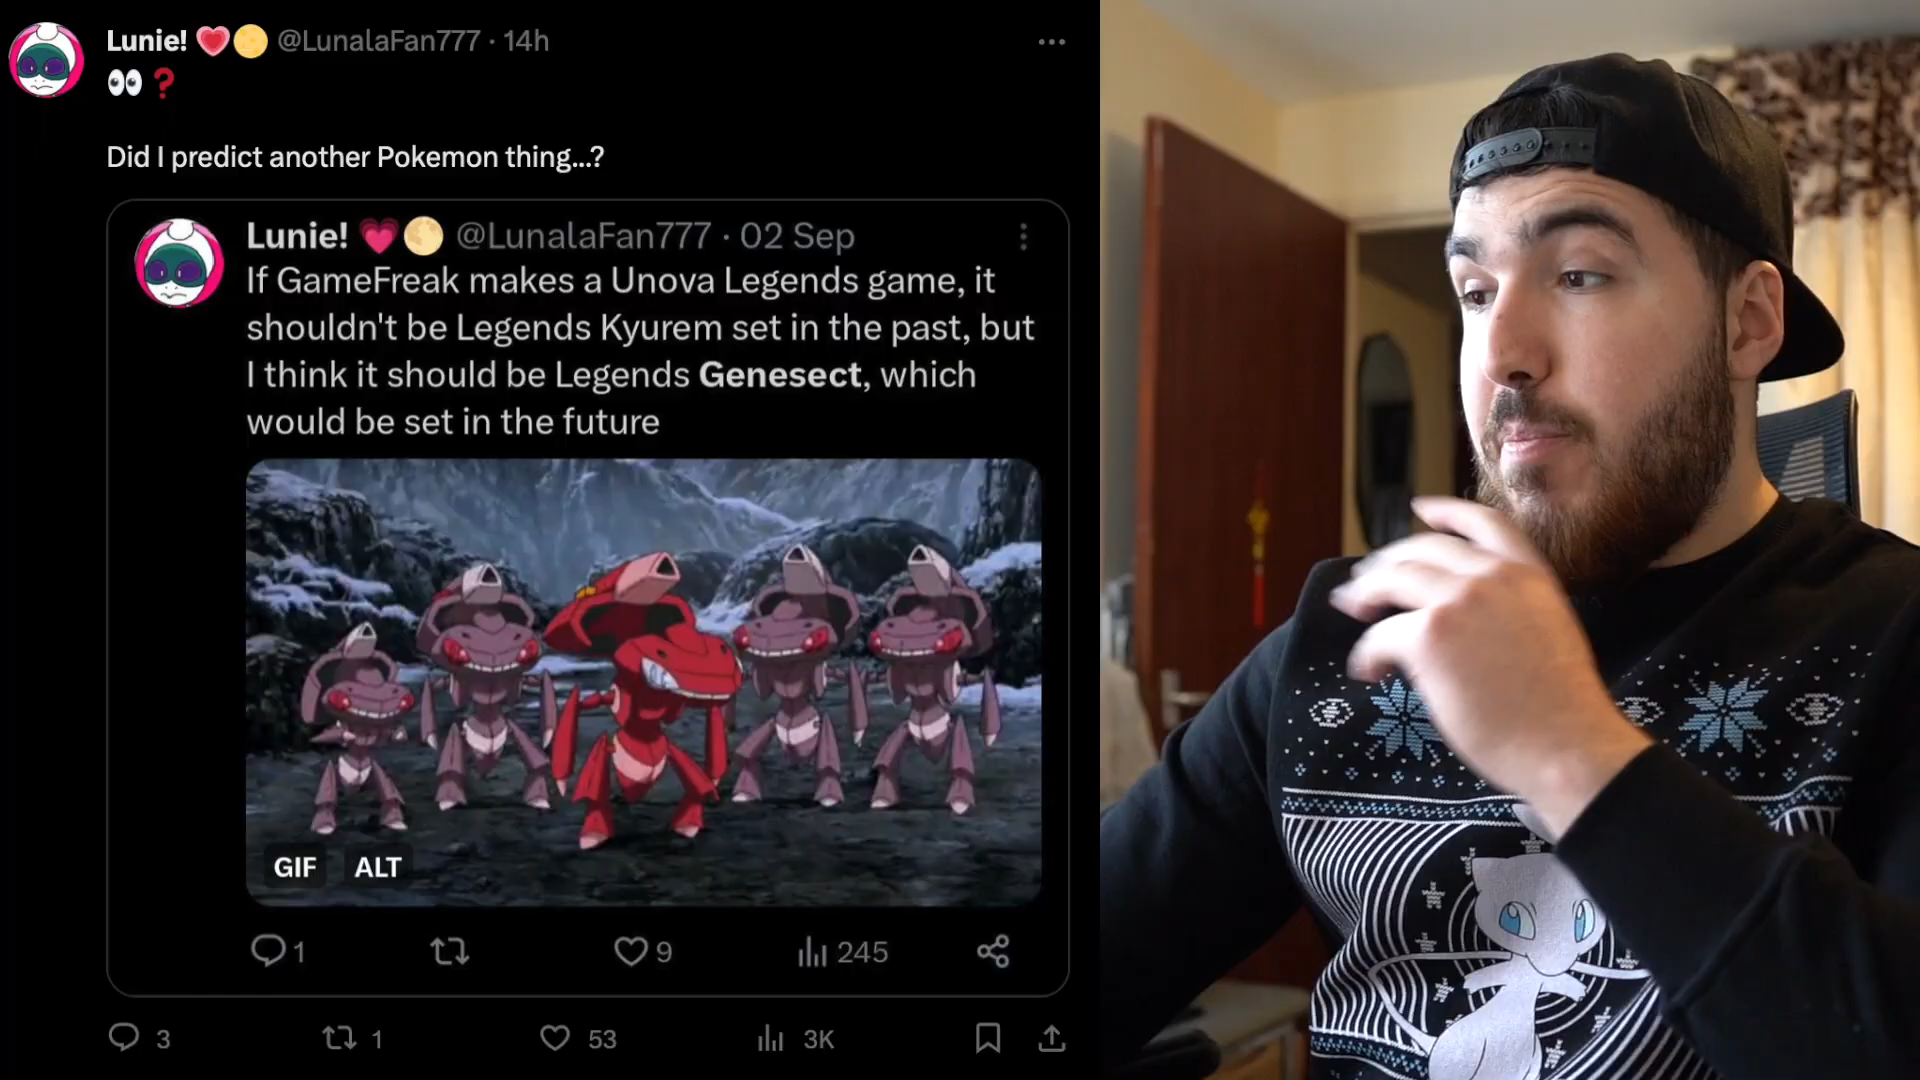 Lunie! 💗🌕 @LunalaFan777 · 14h
👀❓
Did I predict another Pokemon thing...?
Lunie! 💗🌕 @LunalaFan777 · 02 Sep
If GameFreak makes a Unova Legends game, it
shouldn't be Legends Kyurem set in the past, but
I think it should be Legends Genesect, which
would be set in the future
GIF ALT
1 9 245
3 1 53 3K